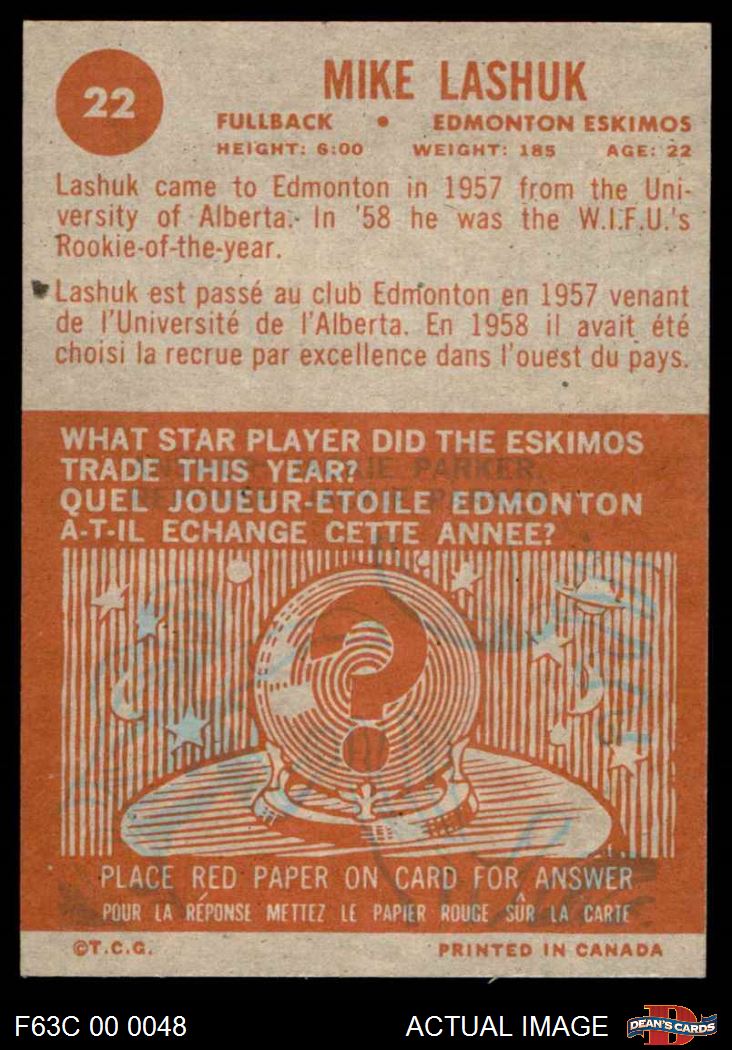 22
MIKE LASHUK
FULLBACK • EDMONTON ESKIMOS
HEIGHT: 6:00 WEIGHT: 185 AGE: 22
Lashuk came to Edmonton in 1957 from the Uni-
versity of Alberta. In '58 he was the W.I.F.U.'s
Rookie-of-the-year.
Lashuk est passé au club Edmonton en 1957 venant
de l'Université de l'Alberta. En 1958 il avait été
choisi la recrue par excellence dans l'ouest du pays.
WHAT STAR PLAYER DID THE ESKIMOS
TRADE THIS YEAR?
PARKER.
QUEL JOUEUR-ETOILE EDMONTON
A-T-IL ECHANGE CETTE ANNEE?
?
PLACE RED PAPER ON CARD FOR ANSWER
POUR LA RÉPONSE METTEZ LE PAPIER ROUGE SÛR LA CARTE
©T.C.G. PRINTED IN CANADA
F63C 00 0048 ACTUAL IMAGE D DEAN'S CARDS